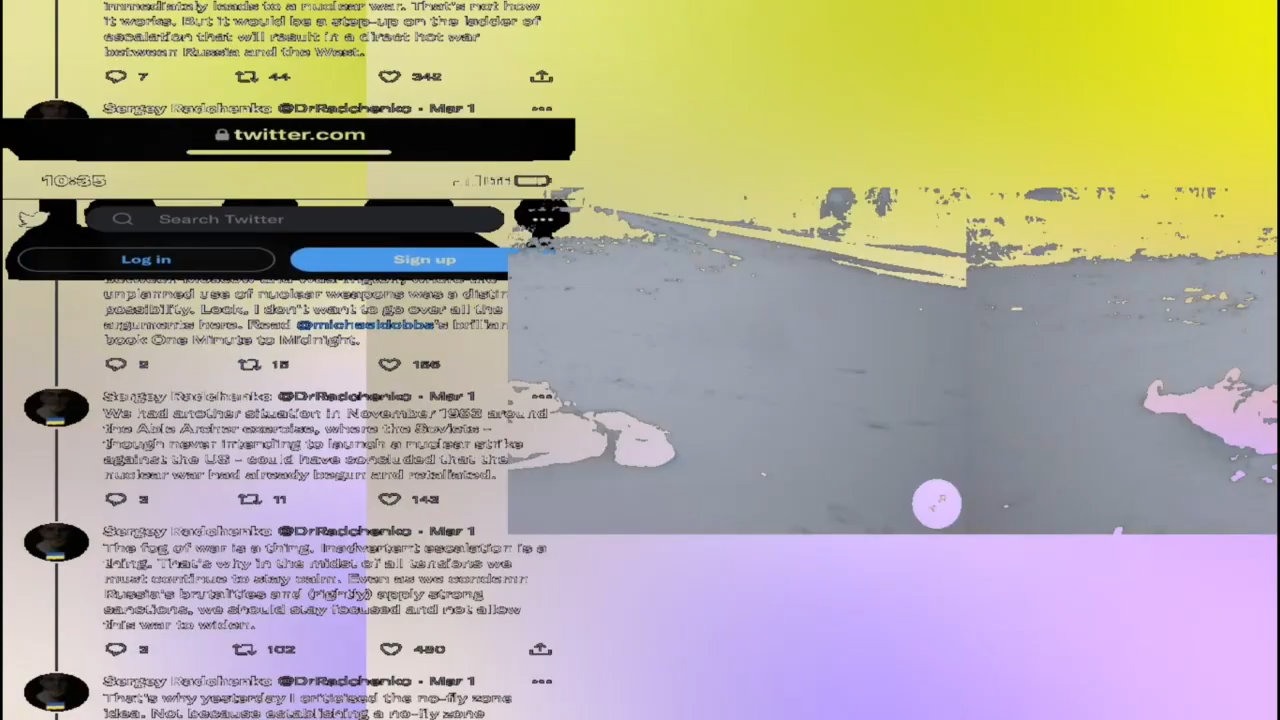 immediately leads to a nuclear war. That's not how
it works. But it would be a step-up on the ladder of
escalation that will result in a direct hot war
between Russia and the West.
7 44 342
Sergey Radchenko @DrRadchenko · Mar 1
twitter.com
10:35
Search Twitter
Log in Sign up
unplanned use of nuclear weapons was a distin
possibility. Look, I don't want to go over all the
arguments here. Read @michaeldobbs's brillian
book One Minute to Midnight.
2 15 156
Sergey Radchenko @DrRadchenko · Mar 1
We had another situation in November 1983 around
the Able Archer exercise, where the Soviets –
though never intending to launch a nuclear strike
against the US – could have concluded that the
nuclear war had already begun and retaliated.
3 11 143
Sergey Radchenko @DrRadchenko · Mar 1
The fog of war is a thing. Inadvertent escalation is a
thing. That's why in the midst of all tensions we
must continue to stay calm. Even as we condemn
Russia's brutalities and (rightly) apply strong
sanctions, we should stay focused and not allow
this war to widen.
3 102 480
Sergey Radchenko @DrRadchenko · Mar 1
That's why yesterday I criticised the no-fly zone
idea. Not because establishing a no-fly zone